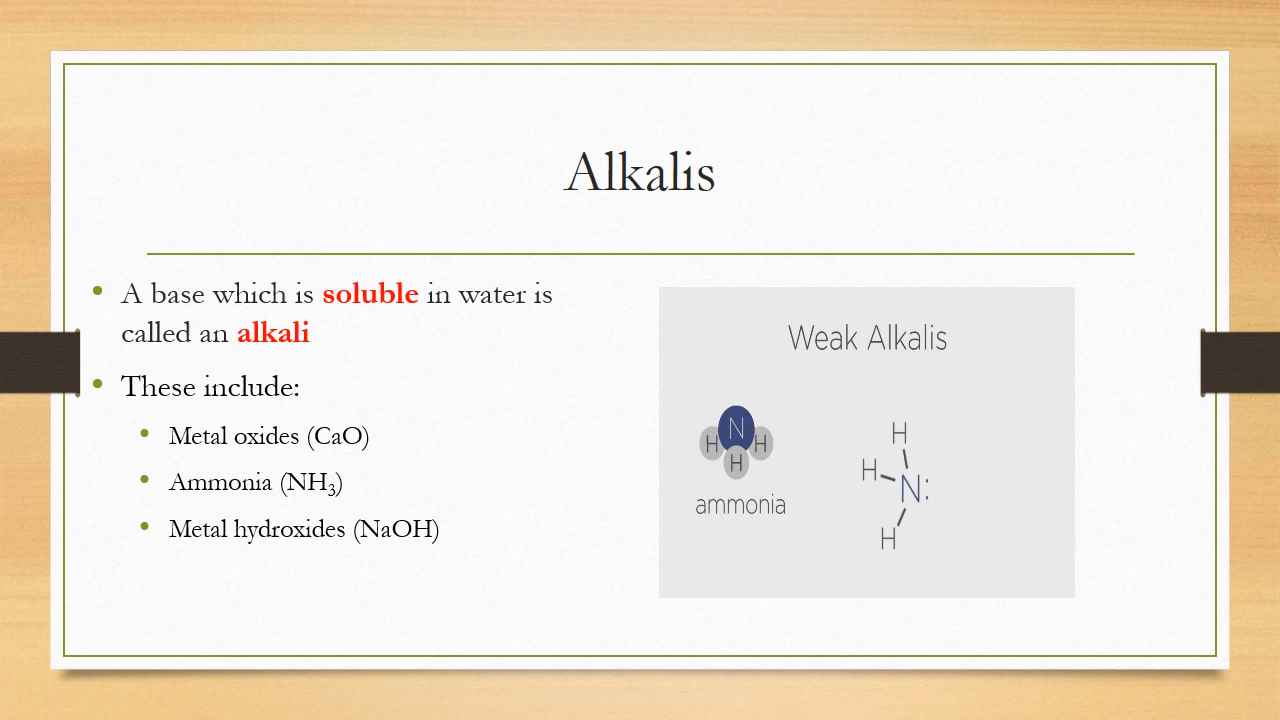 Alkalis
• A base which is soluble in water is
called an alkali
• These include:
• Metal oxides (CaO)
• Ammonia (NH₃)
• Metal hydroxides (NaOH)
Weak Alkalis
N
H H
H
ammonia
H
H
N:
H